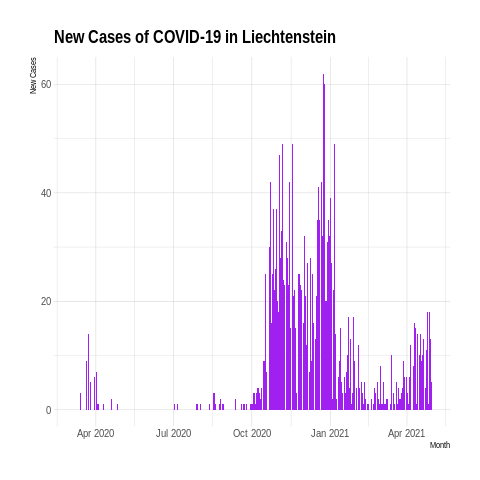 New Cases of COVID-19 in Liechtenstein
New Cases
60
40
20
0
Apr 2020 Jul 2020 Oct 2020 Jan 2021 Apr 2021
Month